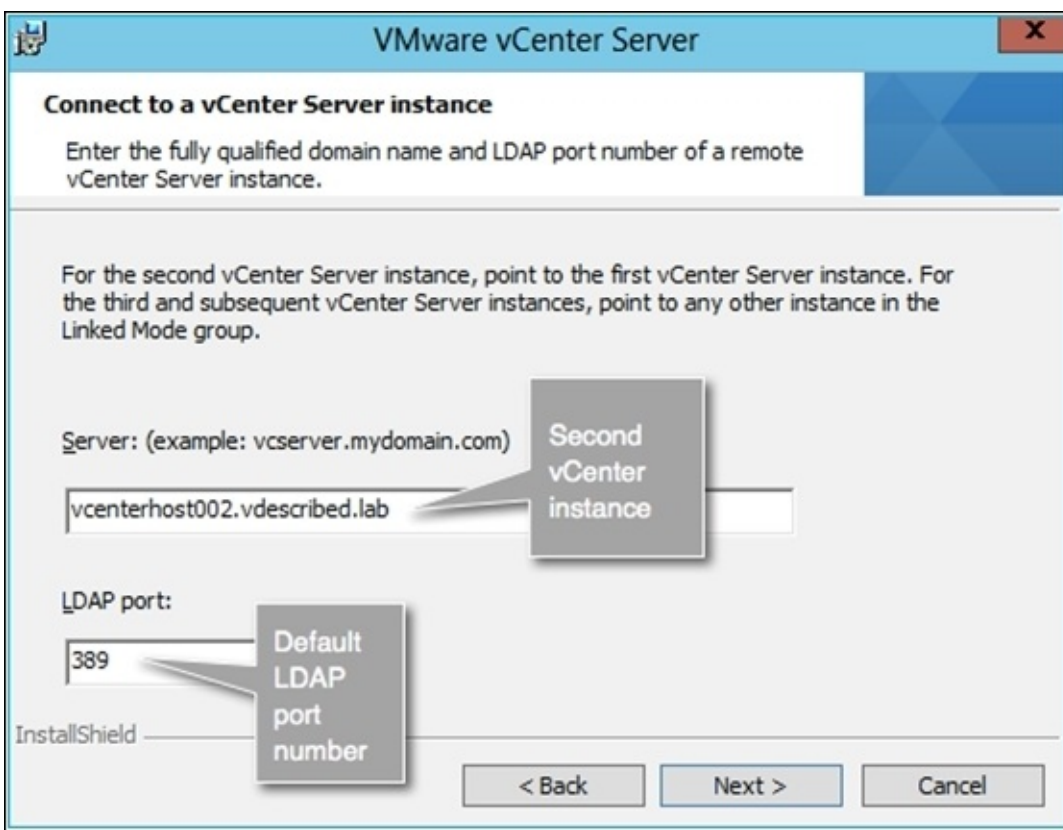 VMware vCenter Server
X
Connect to a vCenter Server instance
Enter the fully qualified domain name and LDAP port number of a remote
vCenter Server instance.
For the second vCenter Server instance, point to the first vCenter Server instance. For
the third and subsequent vCenter Server instances, point to any other instance in the
Linked Mode group.
Server: (example: vcserver.mydomain.com)
Second
vCenter
instance
vcenterhost002.vdescribed.lab
LDAP port:
389
Default
LDAP
port
number
InstallShield
< Back
Next >
Cancel